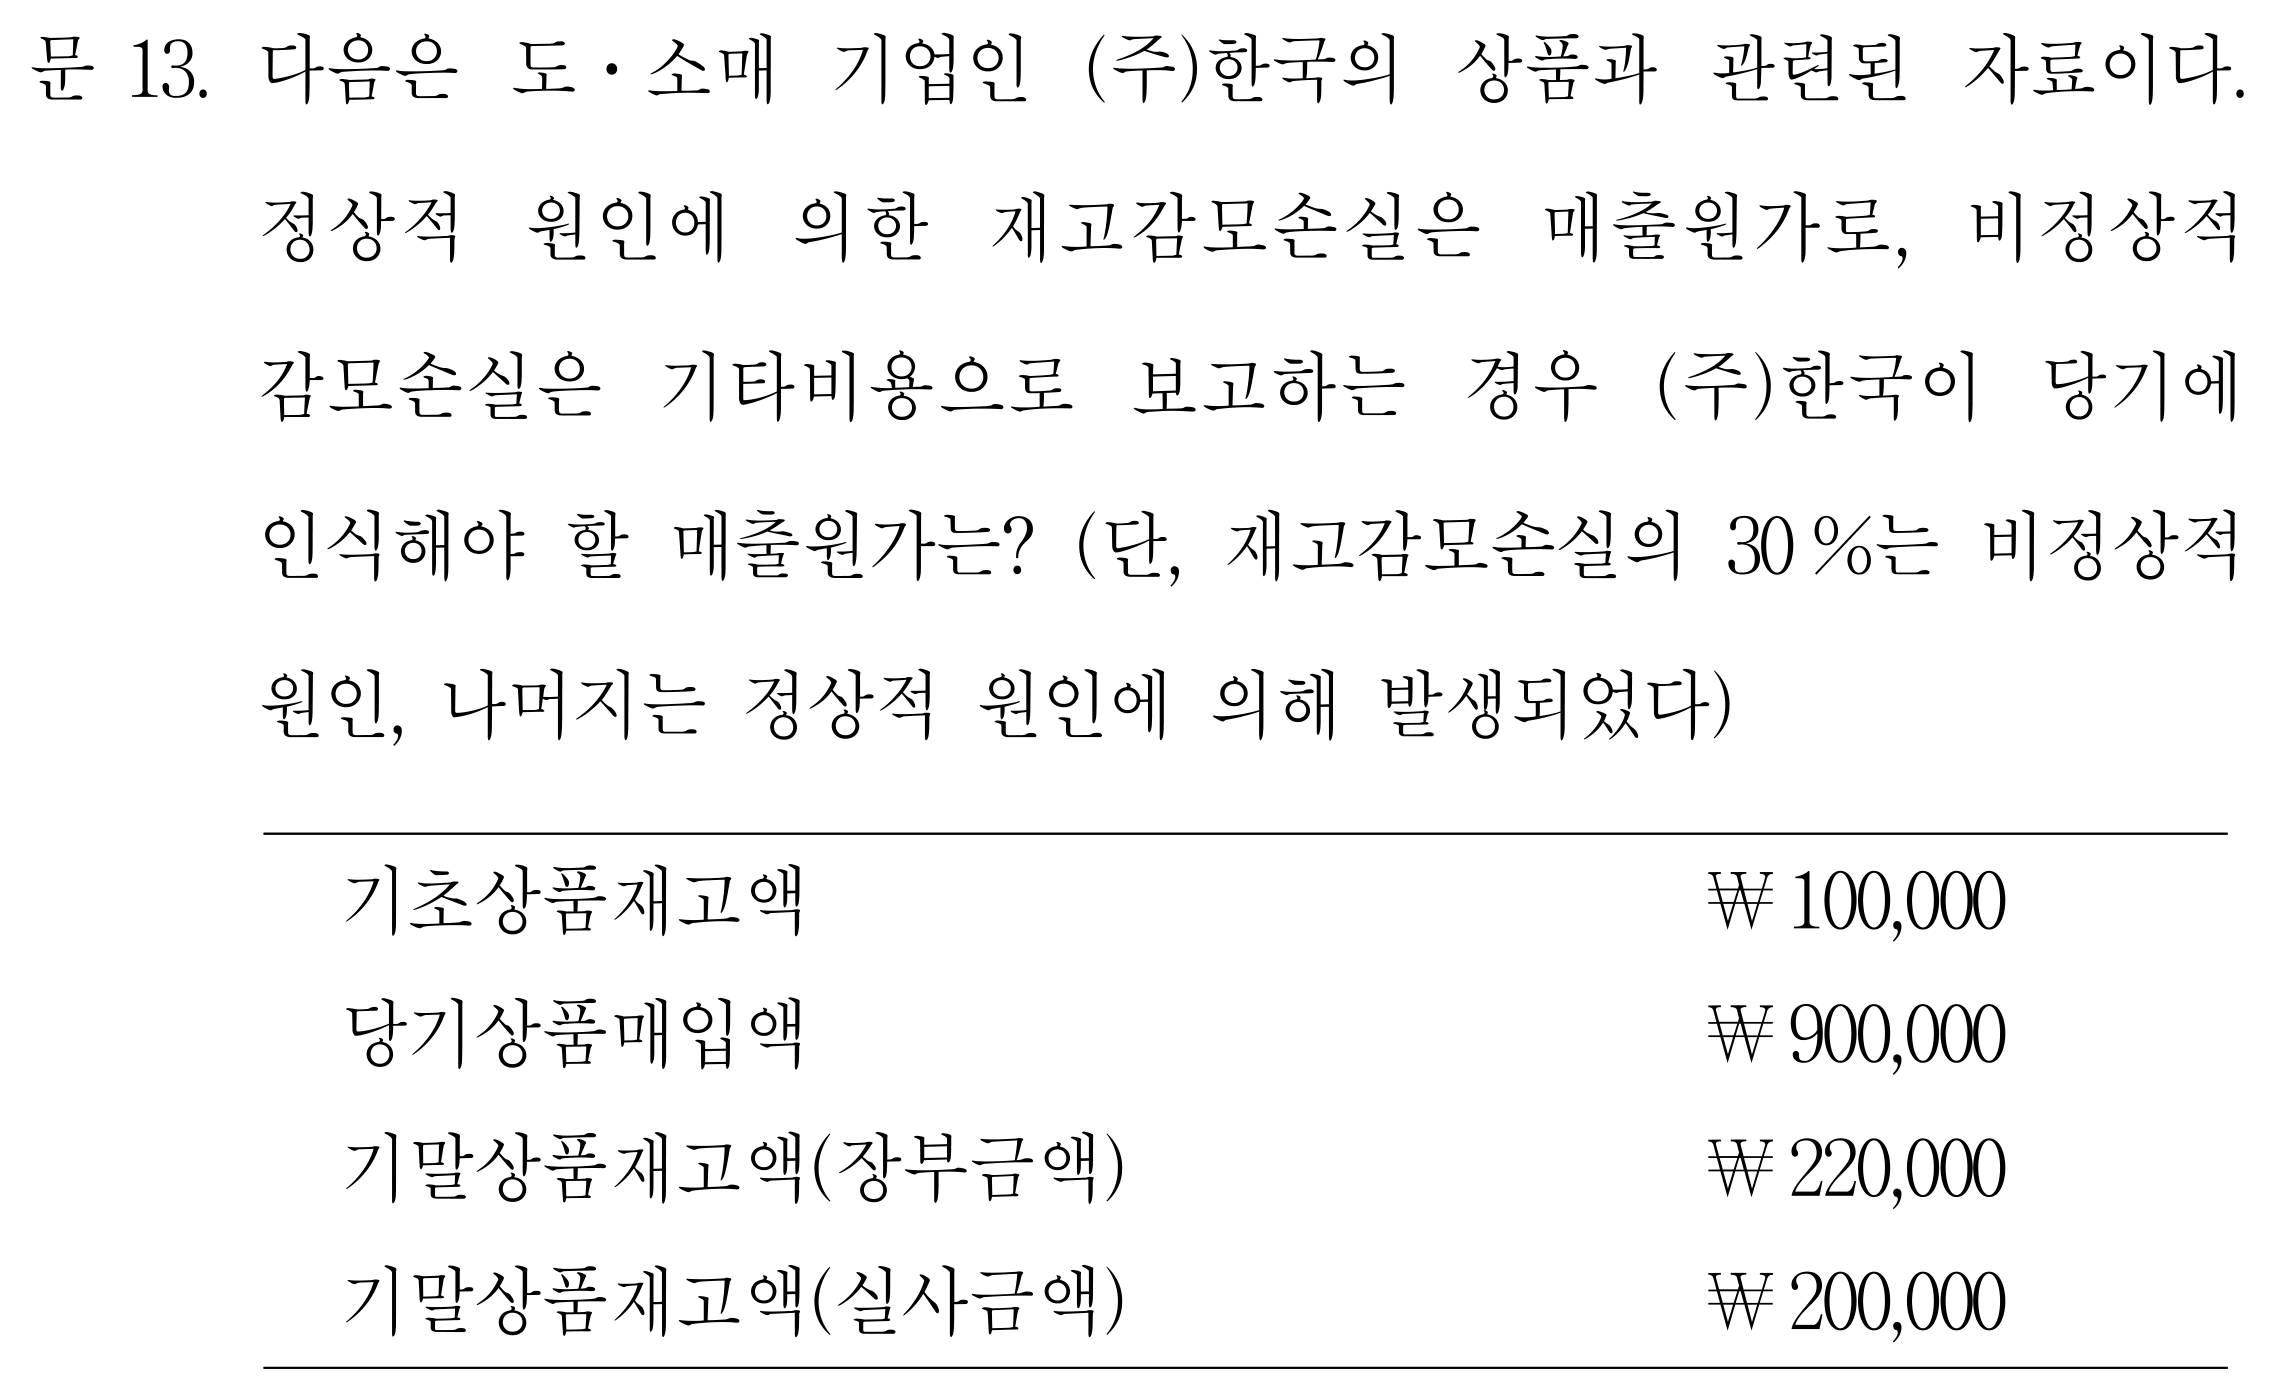 문 13. 다음은 도·소매 기업인 (주)한국의 상품과 관련된 자료이다.
정상적 원인에 의한 재고감모손실은 매출원가로, 비정상적
감모손실은 기타비용으로 보고하는 경우 (주)한국이 당기에
인식해야 할 매출원가는? (단, 재고감모손실의 30 %는 비정상적
원인, 나머지는 정상적 원인에 의해 발생되었다)
기초상품재고액 ₩ 100,000
당기상품매입액 ₩ 900,000
기말상품재고액(장부금액) ₩ 220,000
기말상품재고액(실사금액) ₩ 200,000